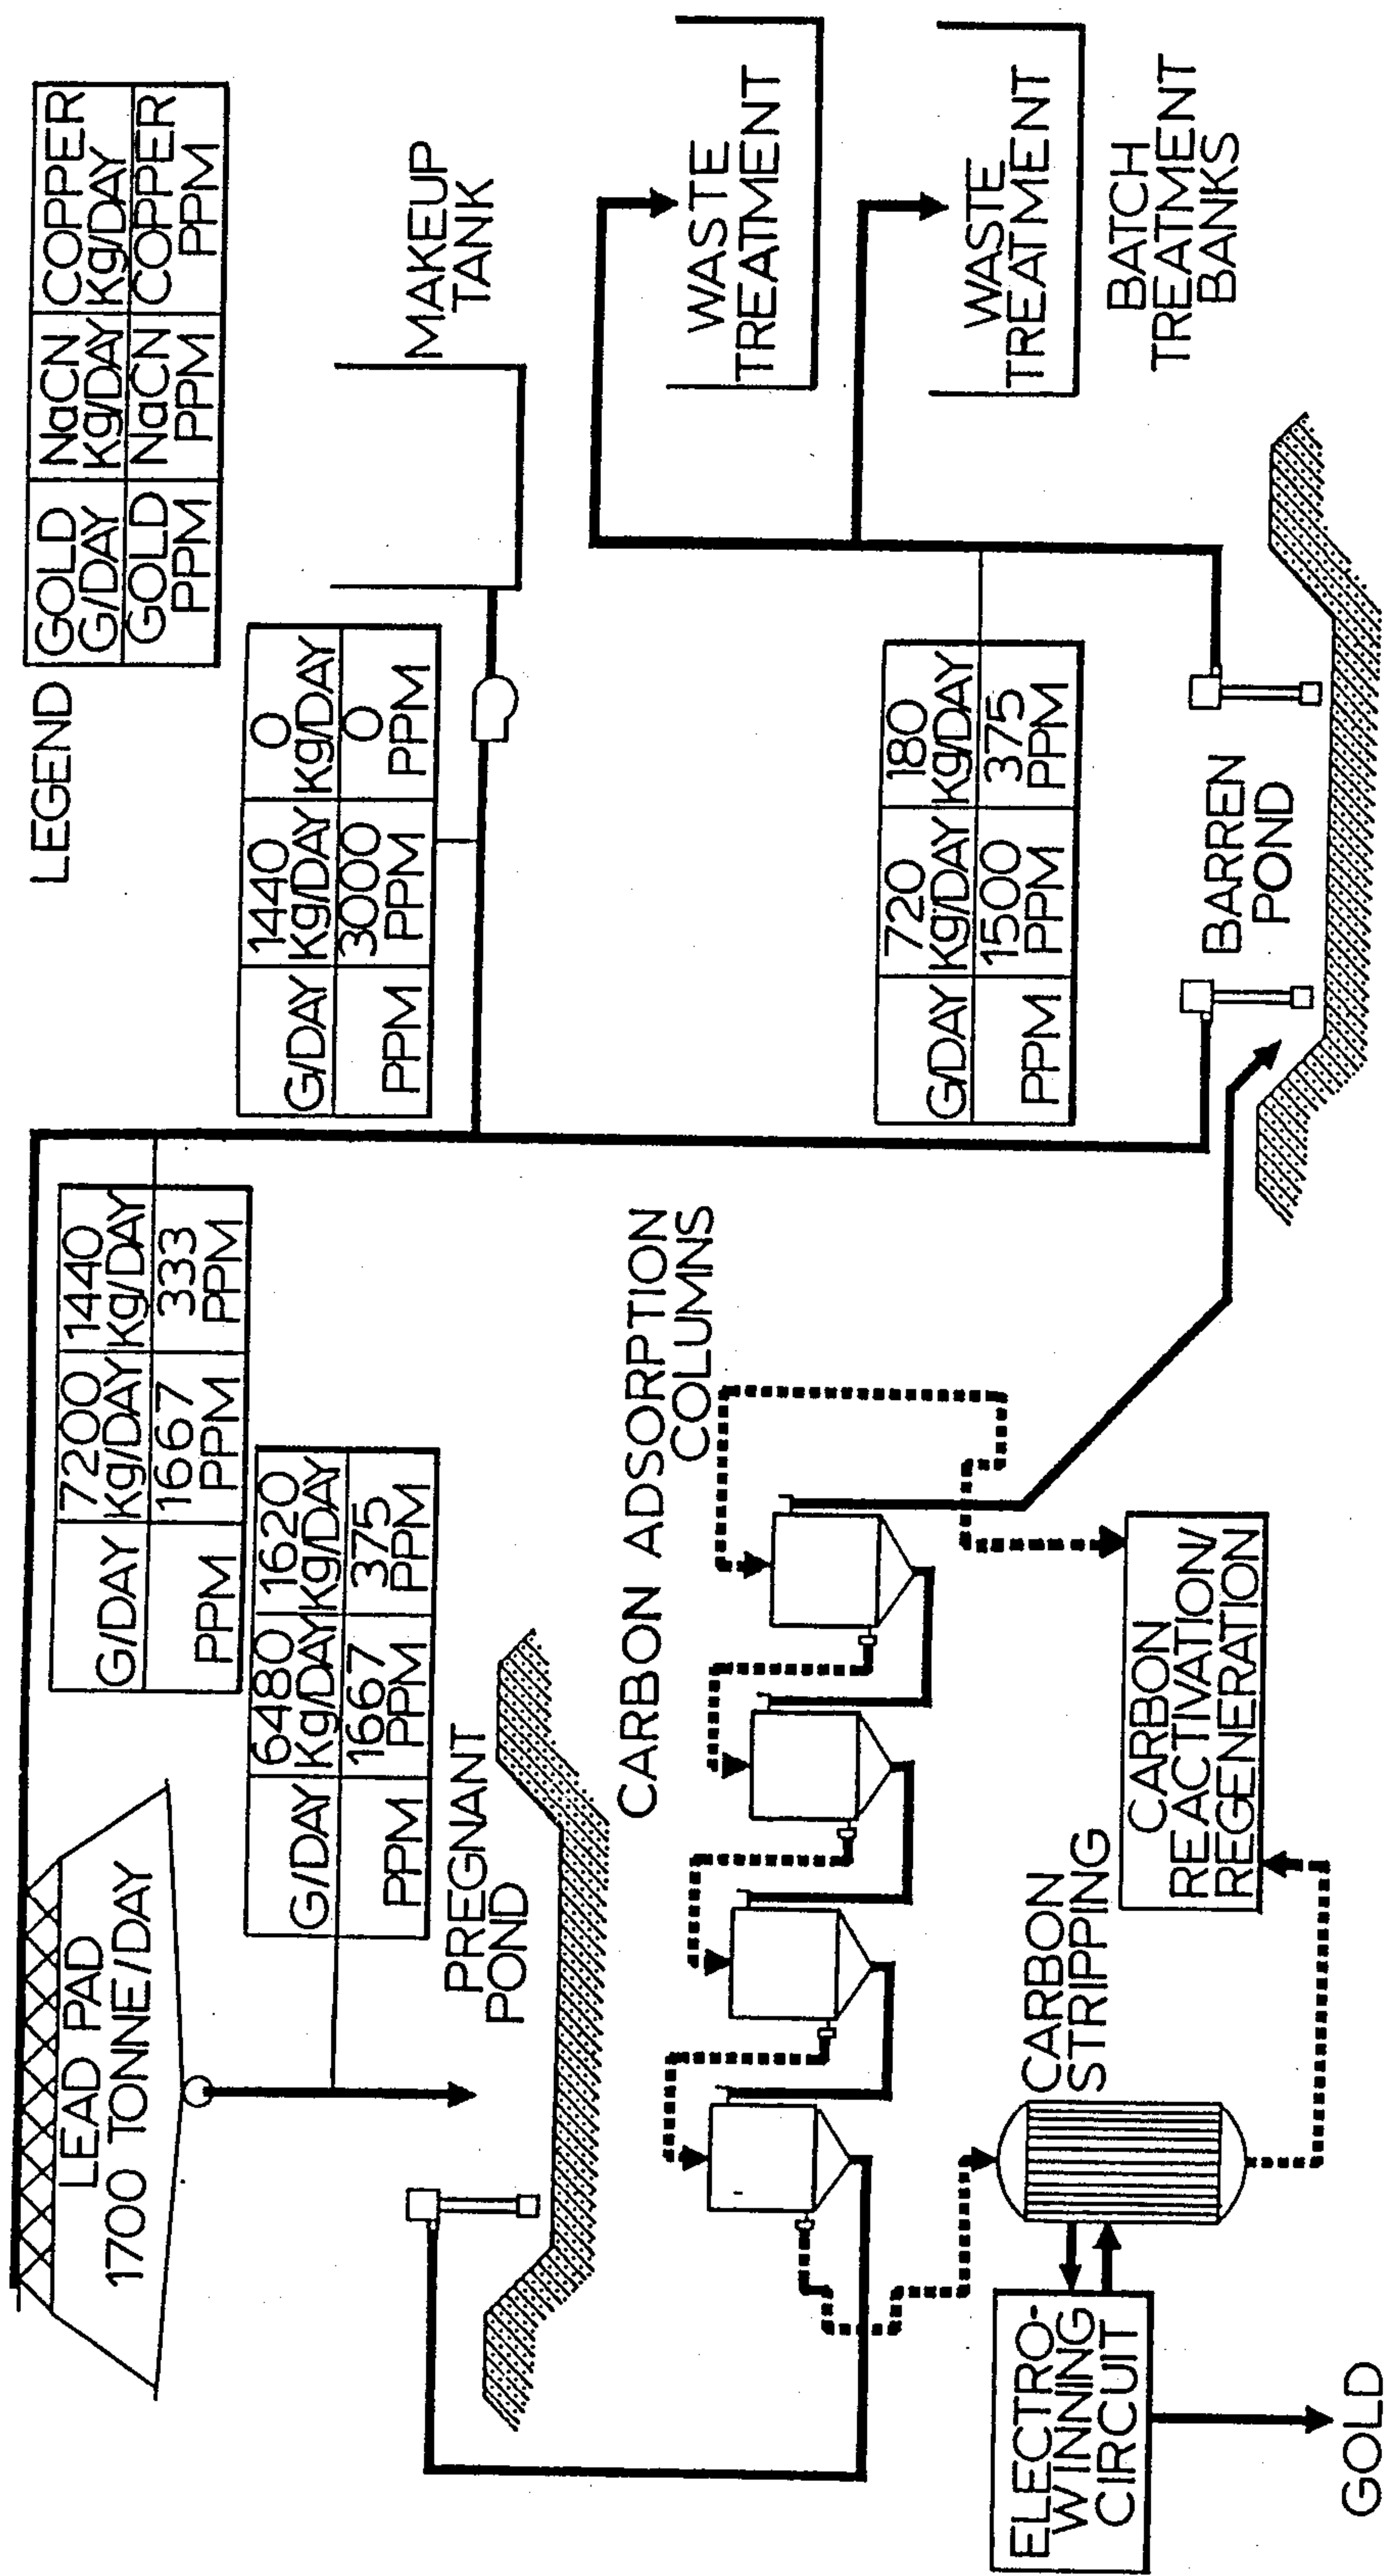 LEGEND
GOLD G/DAY
NaCN Kg/DAY
COPPER Kg/DAY
GOLD PPM
NaCN PPM
COPPER PPM
LEAD PAD
1700 TONNE/DAY
G/DAY
7200 Kg/DAY
1440 Kg/DAY
PPM
1667 PPM
333 PPM
G/DAY
6480 Kg/DAY
1620 Kg/DAY
PPM
1667 PPM
375 PPM
G/DAY
1440 Kg/DAY
0 Kg/DAY
PPM
3000 PPM
0 PPM
MAKEUP
TANK
PREGNANT
POND
CARBON ADSORPTION
COLUMNS
WASTE
TREATMENT
G/DAY
720 Kg/DAY
180 Kg/DAY
PPM
1500 PPM
375 PPM
WASTE
TREATMENT
BATCH
TREATMENT
BANKS
BARREN
POND
CARBON
STRIPPING
CARBON
REACTIVATION/
REGENERATION
ELECTRO-
WINNING
CIRCUIT
GOLD